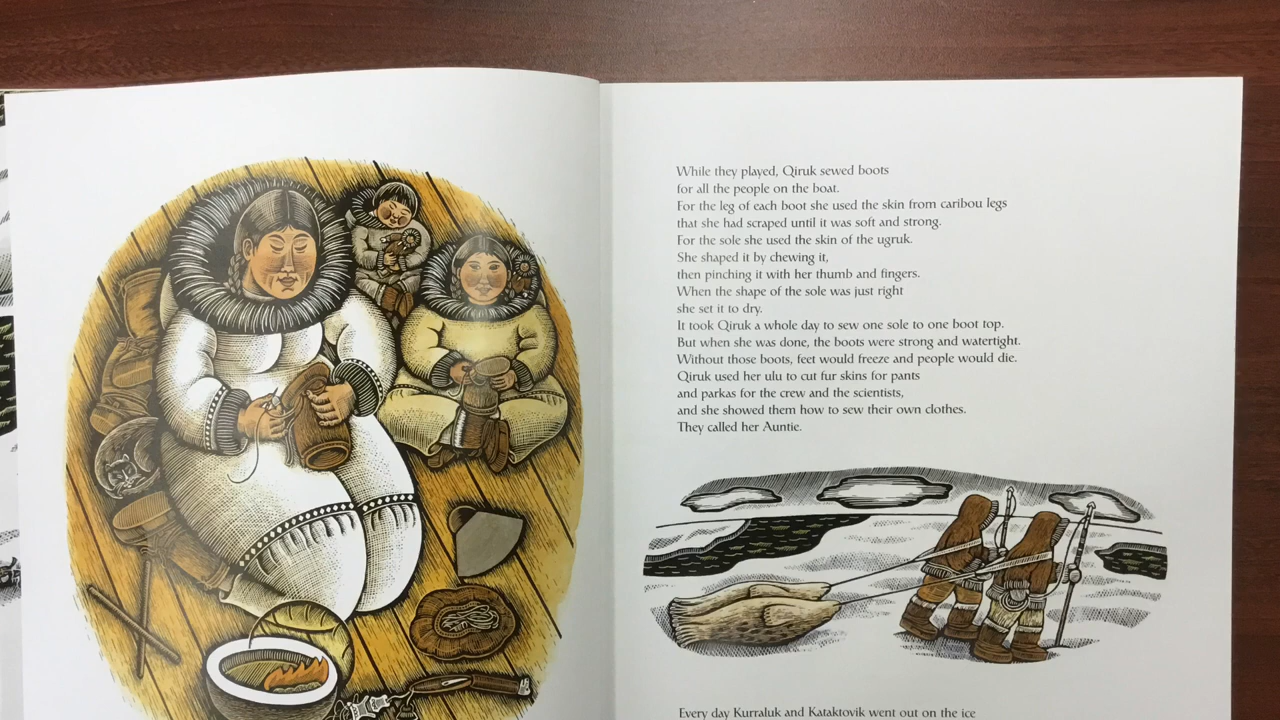 While they played, Qiruk sewed boots
for all the people on the boat.
For the leg of each boot she used the skin from caribou legs
that she had scraped until it was soft and strong.
For the sole she used the skin of the ugruk.
She shaped it by chewing it,
then pinching it with her thumb and fingers.
When the shape of the sole was just right
she set it to dry.
It took Qiruk a whole day to sew one sole to one boot top.
But when she was done, the boots were strong and watertight.
Without those boots, feet would freeze and people would die.
Qiruk used her ulu to cut fur skins for pants
and parkas for the crew and the scientists,
and she showed them how to sew their own clothes.
They called her Auntie.
Every day Kurraluk and Kataktovik went out on the ice